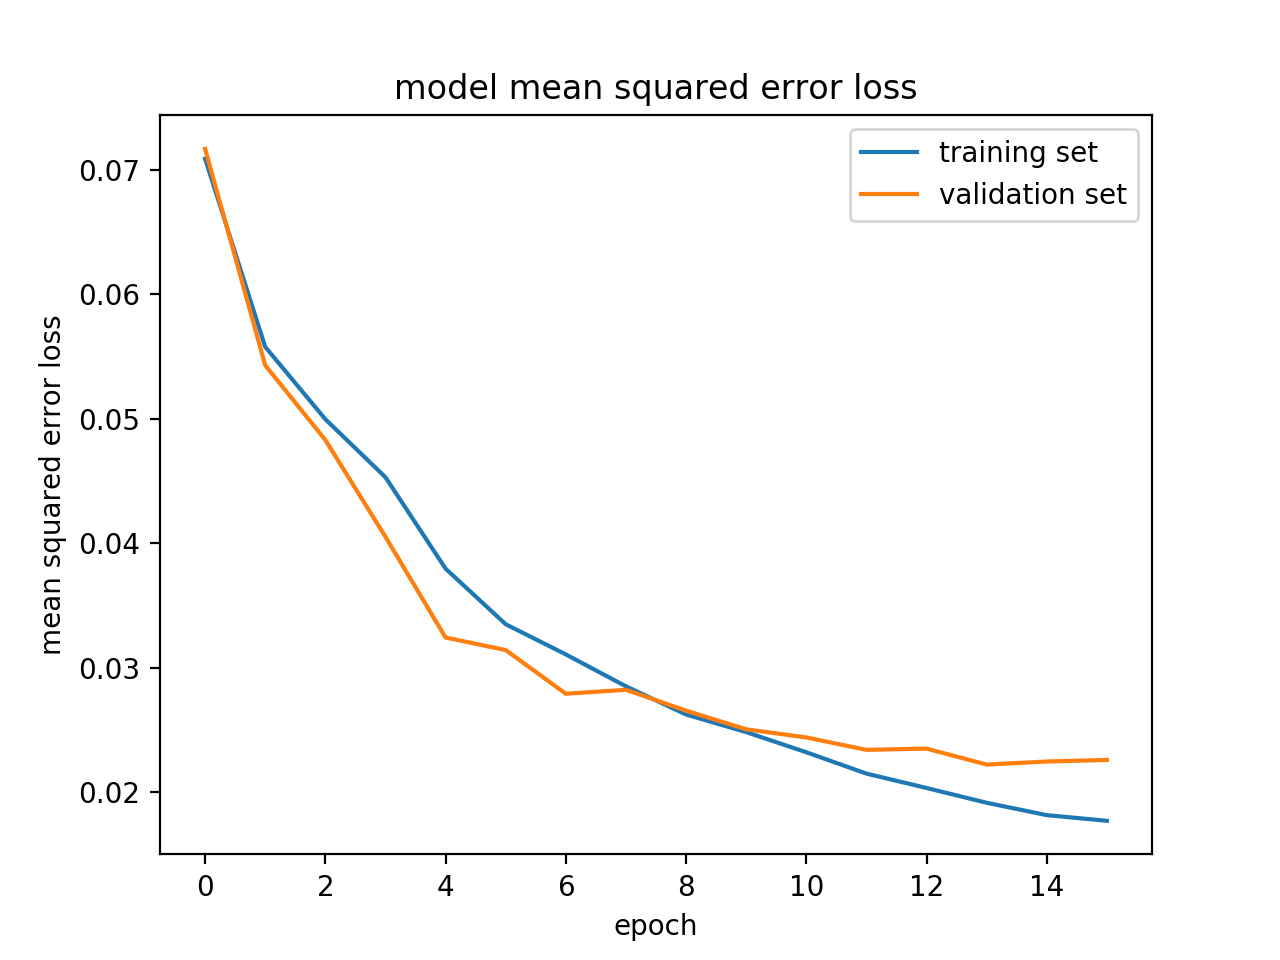 model mean squared error loss
training set
validation set
mean squared error loss
0.07
0.06
0.05
0.04
0.03
0.02
0 2 4 6 8 10 12 14
epoch